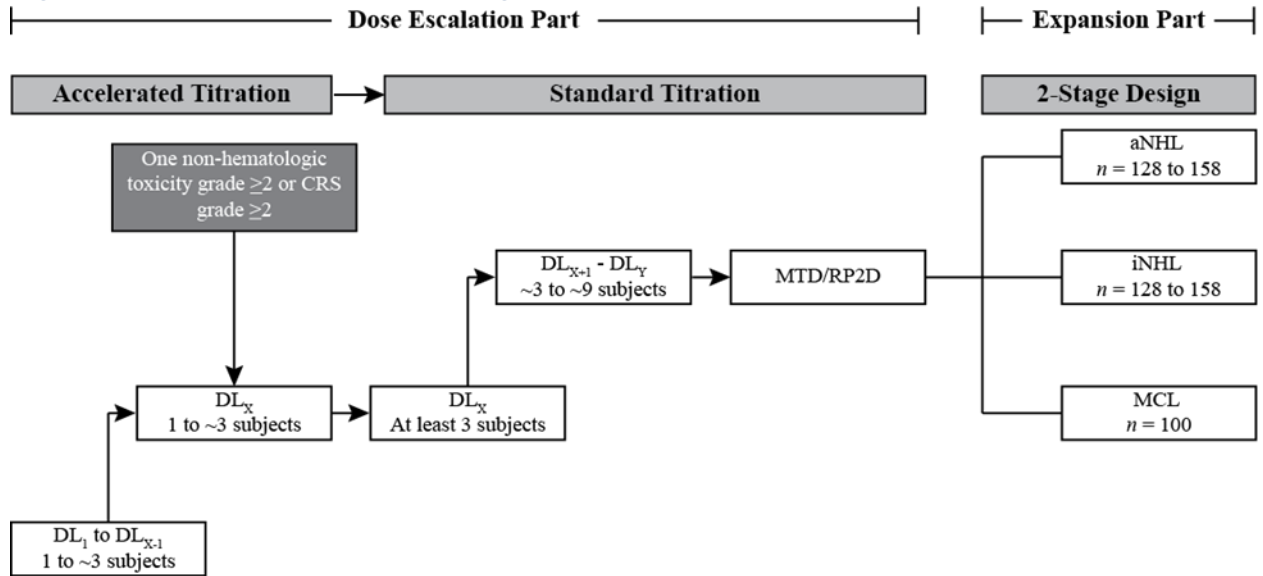 Dose Escalation Part
Expansion Part
Accelerated Titration
Standard Titration
2-Stage Design
One non-hematologic
toxicity grade ≥2 or CRS
grade ≥2
aNHL
n = 128 to 158
DLX+1 - DLY
~3 to ~9 subjects
MTD/RP2D
iNHL
n = 128 to 158
DLX
1 to ~3 subjects
DLX
At least 3 subjects
MCL
n = 100
DL1 to DLX-1
1 to ~3 subjects